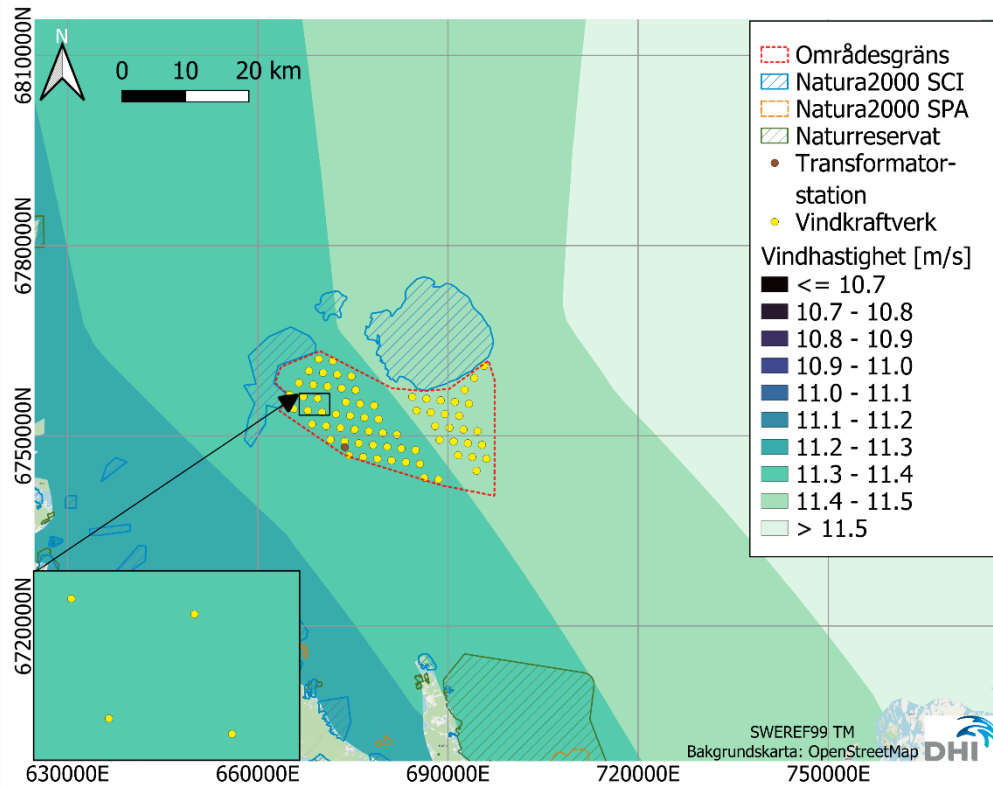 6810000N
6780000N
6750000N
6720000N
N
0 10 20 km
Områdesgräns
Natura2000 SCI
Natura2000 SPA
Naturreservat
Transformator-
station
Vindkraftverk
Vindhastighet [m/s]
<= 10.7
10.7 - 10.8
10.8 - 10.9
10.9 - 11.0
11.0 - 11.1
11.1 - 11.2
11.2 - 11.3
11.3 - 11.4
11.4 - 11.5
> 11.5
SWEREF99 TM
Bakgrundskarta: OpenStreetMap
DHI
630000E 660000E 690000E 720000E 750000E